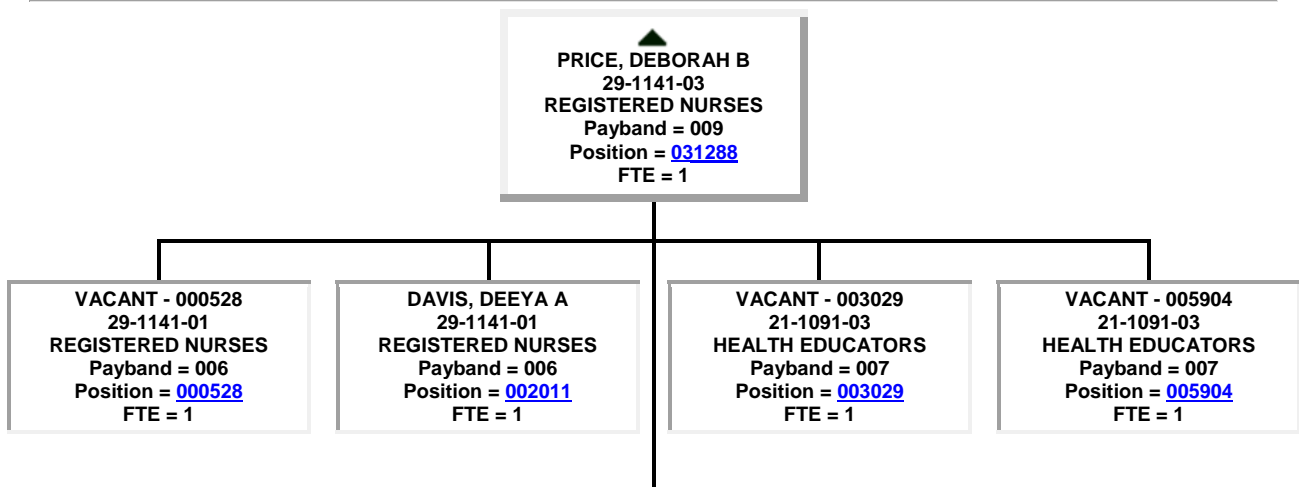 PRICE, DEBORAH B
29-1141-03
REGISTERED NURSES
Payband = 009
Position = 031288
FTE = 1
VACANT - 000528
29-1141-01
REGISTERED NURSES
Payband = 006
Position = 000528
FTE = 1
DAVIS, DEEYA A
29-1141-01
REGISTERED NURSES
Payband = 006
Position = 002011
FTE = 1
VACANT - 003029
21-1091-03
HEALTH EDUCATORS
Payband = 007
Position = 003029
FTE = 1
VACANT - 005904
21-1091-03
HEALTH EDUCATORS
Payband = 007
Position = 005904
FTE = 1